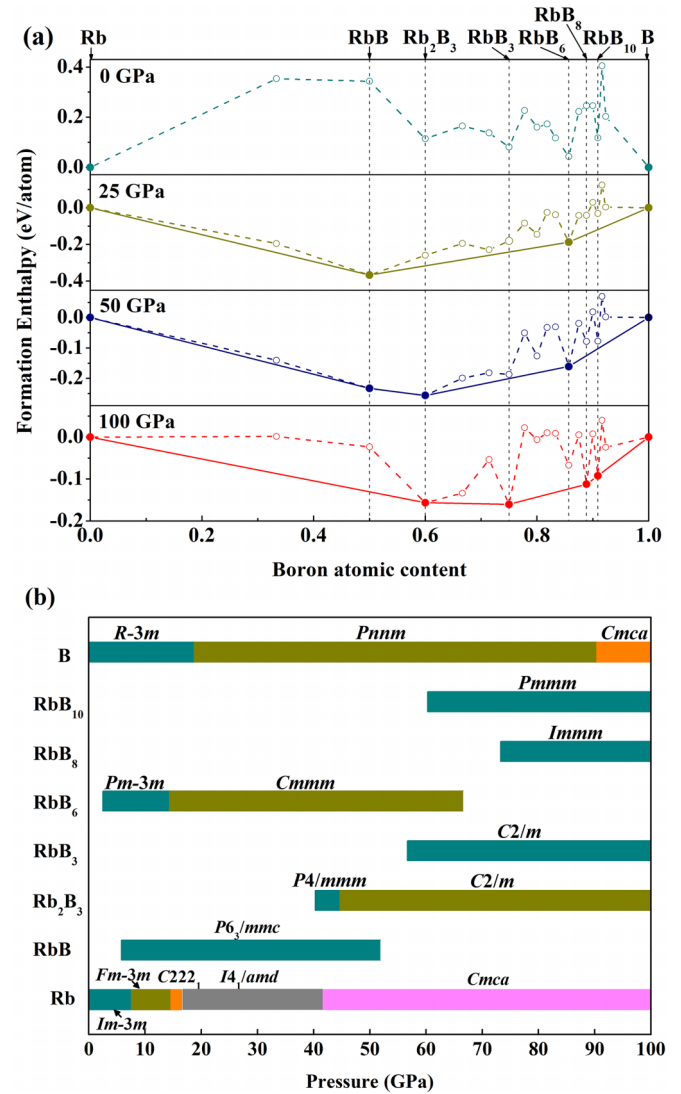 (a)
Rb RbB Rb₂B₃ RbB₃ RbB₆ RbB₈ RbB₁₀ B
0 GPa
0.4
0.2
0.0
25 GPa
0.0
-0.2
-0.4
50 GPa
0.0
-0.1
-0.2
100 GPa
0.0
-0.1
-0.2
Formation Enthalpy (eV/atom)
0.0 0.2 0.4 0.6 0.8 1.0
Boron atomic content
(b)
B R-3m Pnnm Cmca
RbB₁₀ Pmmm
RbB₈ Immm
RbB₆ Pm-3m Cmmm
RbB₃ C2/m
Rb₂B₃ P4/mmm C2/m
RbB P6₃/mmc
Rb Im-3m Fm-3m C222₁ I4₁/amd Cmca
0 10 20 30 40 50 60 70 80 90 100
Pressure (GPa)